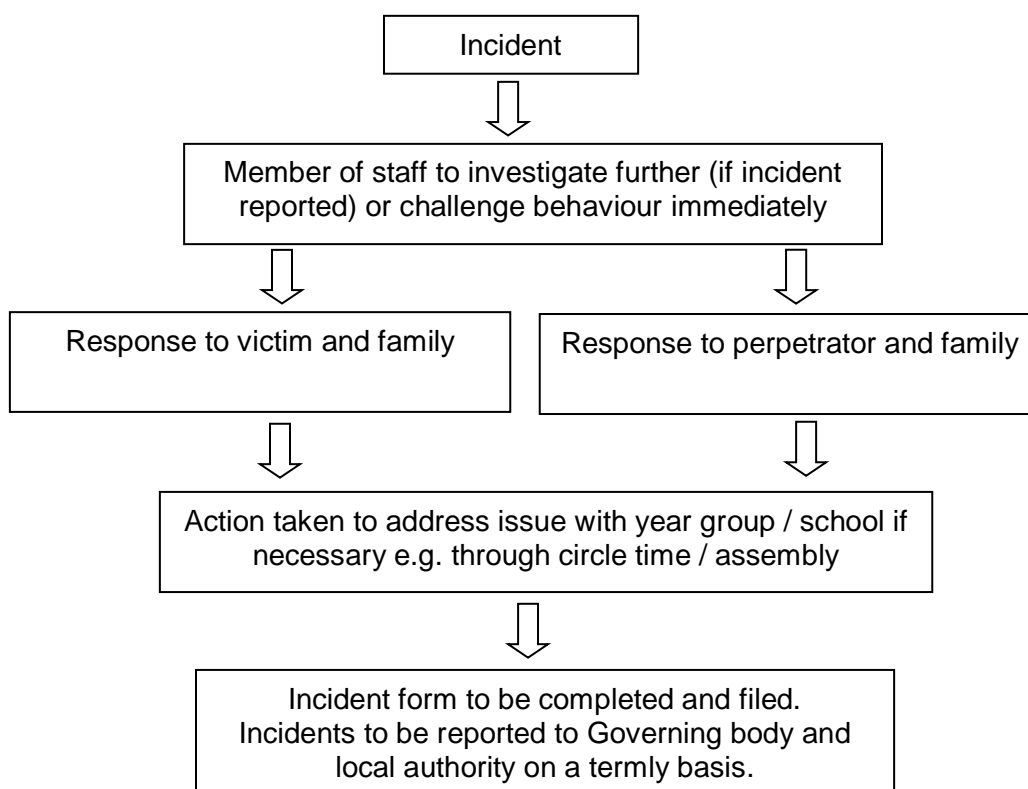 Incident
Member of staff to investigate further (if incident
reported) or challenge behaviour immediately
Response to victim and family
Response to perpetrator and family
Action taken to address issue with year group / school if
necessary e.g. through circle time / assembly
Incident form to be completed and filed.
Incidents to be reported to Governing body and
local authority on a termly basis.